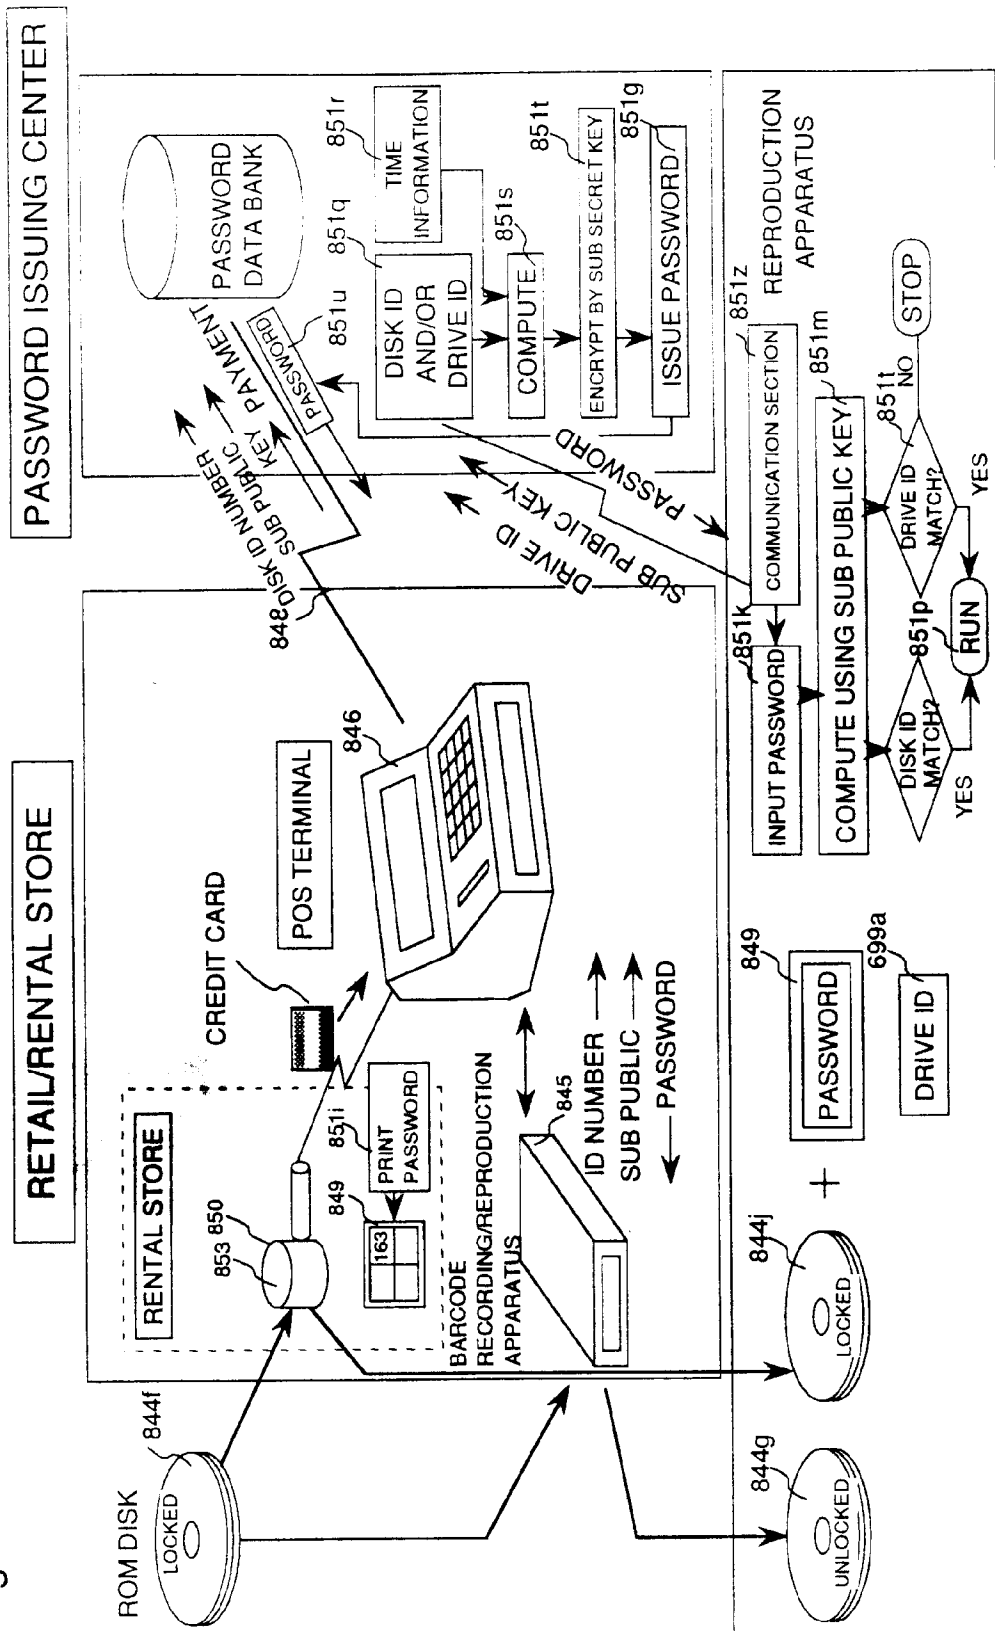 PASSWORD ISSUING CENTER
PASSWORD
DATA BANK
851r
TIME
INFORMATION
851q
DISK ID
AND/OR
DRIVE ID
851u
PASSWORD
851s
COMPUTE
851t
ENCRYPT BY SUB SECRET KEY
851g
ISSUE PASSWORD
PAYMENT
DISK ID NUMBER
SUB PUBLIC KEY
848
DRIVE ID
SUB PUBLIC KEY
PASSWORD
RETAIL/RENTAL STORE
CREDIT CARD
POS TERMINAL
846
RENTAL STORE
850
853
851i
PRINT
PASSWORD
849
163
BARCODE
RECORDING/REPRODUCTION
APPARATUS
845
ID NUMBER
SUB PUBLIC
PASSWORD
ROM DISK
844f
LOCKED
844g
UNLOCKED
844j
LOCKED
+
849
PASSWORD
699a
DRIVE ID
REPRODUCTION
APPARATUS
851z
COMMUNICATION SECTION
851k
INPUT PASSWORD
851m
COMPUTE USING SUB PUBLIC KEY
DISK ID
MATCH?
YES
851p
RUN
851t
DRIVE ID
MATCH?
NO
STOP
YES